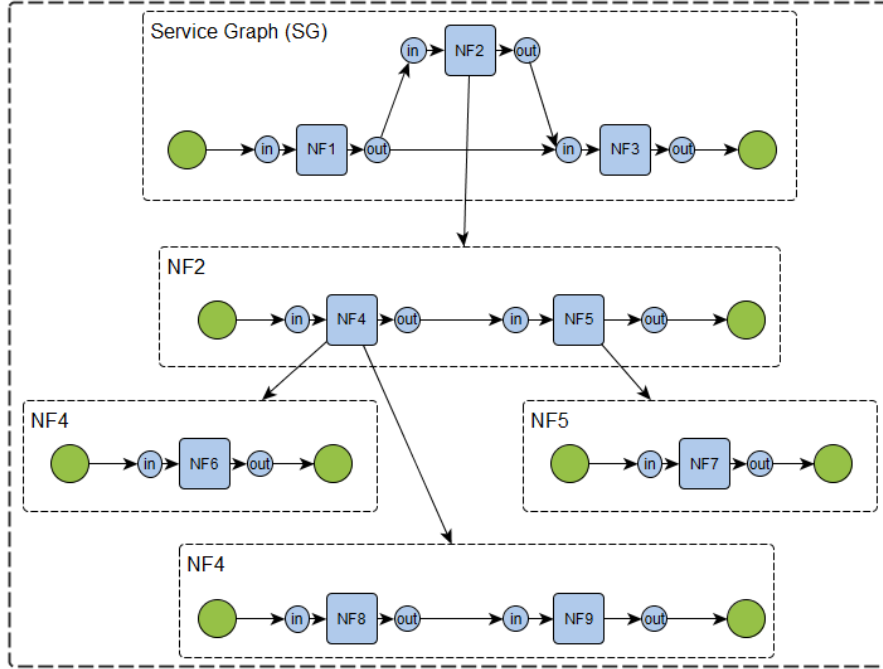 Service Graph (SG)
in NF2 out
in NF1 out in NF3 out
NF2
in NF4 out in NF5 out
NF4
in NF6 out
NF5
in NF7 out
NF4
in NF8 out in NF9 out